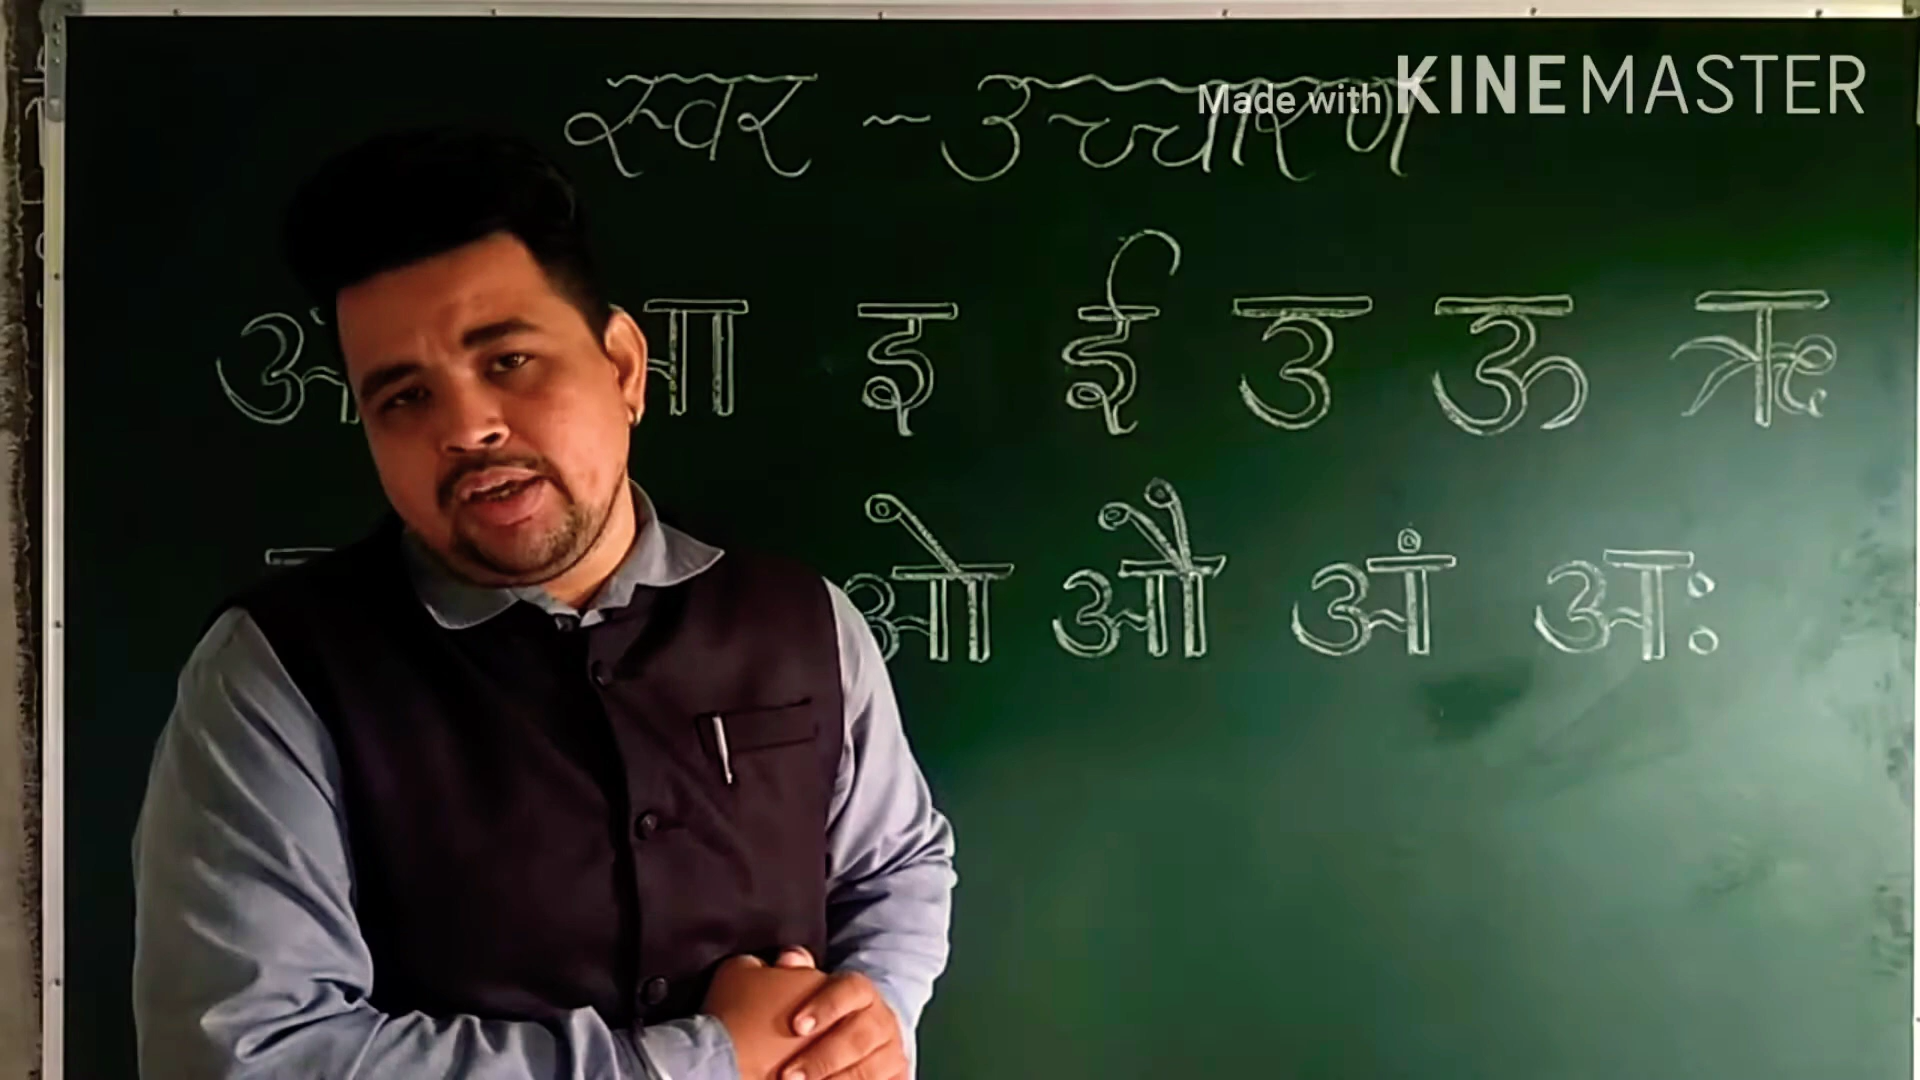 स्वर - उच्चारण
Made with KINEMASTER
इ ई उ ऊ ऋ
ओ औ अं अः